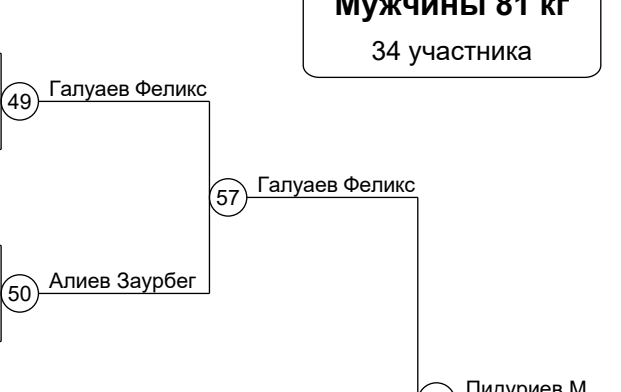 Мужчины 81 кг
34 участника
49 Галуаев Феликс
57 Галуаев Феликс
50 Алиев Заурбег